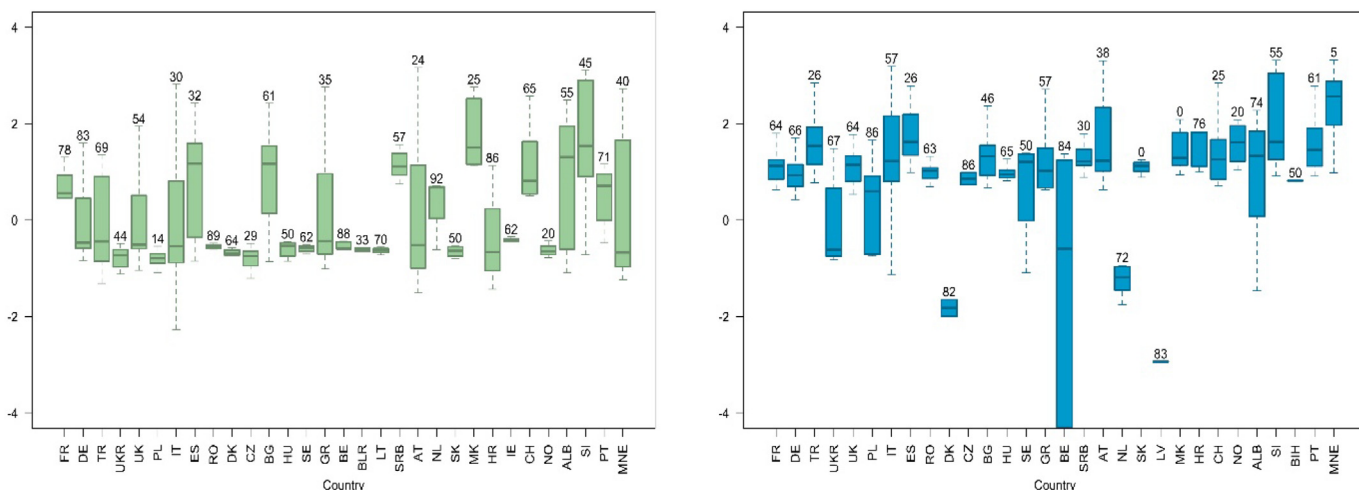 4
2
0
-2
-4
78
83
69
44
54
14
30
32
89
64
29
61
50
62
35
88
33
70
57
24
92
50
25
86
62
65
20
55
45
71
40
FR
DE
TR
UKR
UK
PL
IT
ES
RO
DK
CZ
BG
HU
SE
GR
BE
BLR
LT
SRB
AT
NL
SK
MK
HR
IE
CH
NO
ALB
SI
PT
MNE
Country
4
2
0
-2
-4
64
66
26
67
64
86
57
26
63
82
86
46
65
50
57
84
30
38
72
0
83
0
76
25
20
74
55
50
61
5
FR
DE
TR
UKR
UK
PL
IT
ES
RO
DK
CZ
BG
HU
SE
GR
BE
SRB
AT
NL
SK
LV
MK
HR
CH
NO
ALB
SI
BIH
PT
MNE
Country